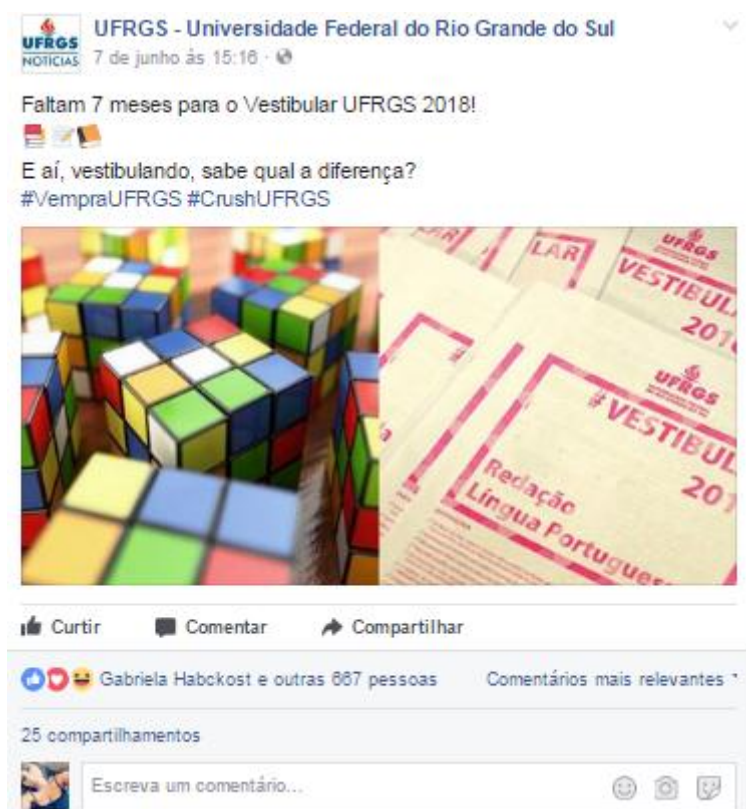 UFRGS
NOTÍCIAS
UFRGS - Universidade Federal do Rio Grande do Sul
7 de junho às 15:16
Faltam 7 meses para o Vestibular UFRGS 2018!
E aí, vestibulando, sabe qual a diferença?
#VempraUFRGS #CrushUFRGS
LAR
UFRGS
VESTIBUL
201
UFRGS
#VESTIBUL
201
Redação
Língua Portugues
Curtir Comentar Compartilhar
Gabriela Habckost e outras 667 pessoas Comentários mais relevantes
25 compartilhamentos
Escreva um comentário...